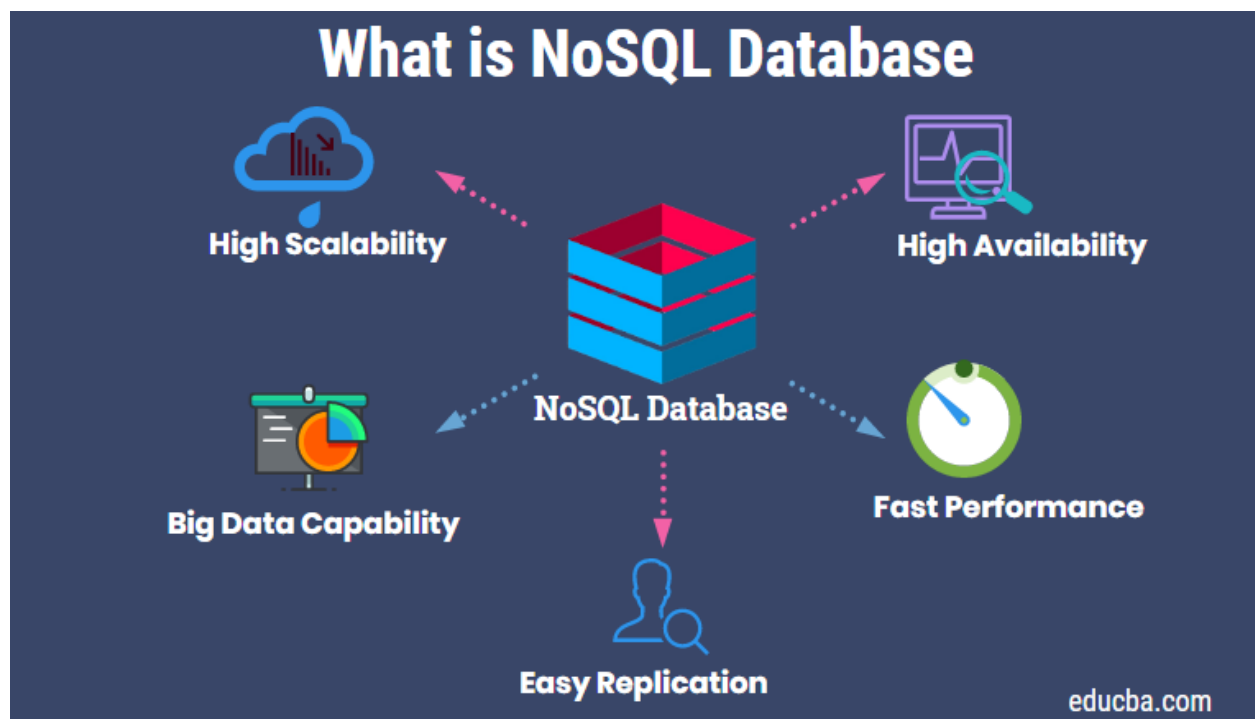 What is NoSQL Database
High Scalability
High Availability
NoSQL Database
Big Data Capability
Fast Performance
Easy Replication
educba.com